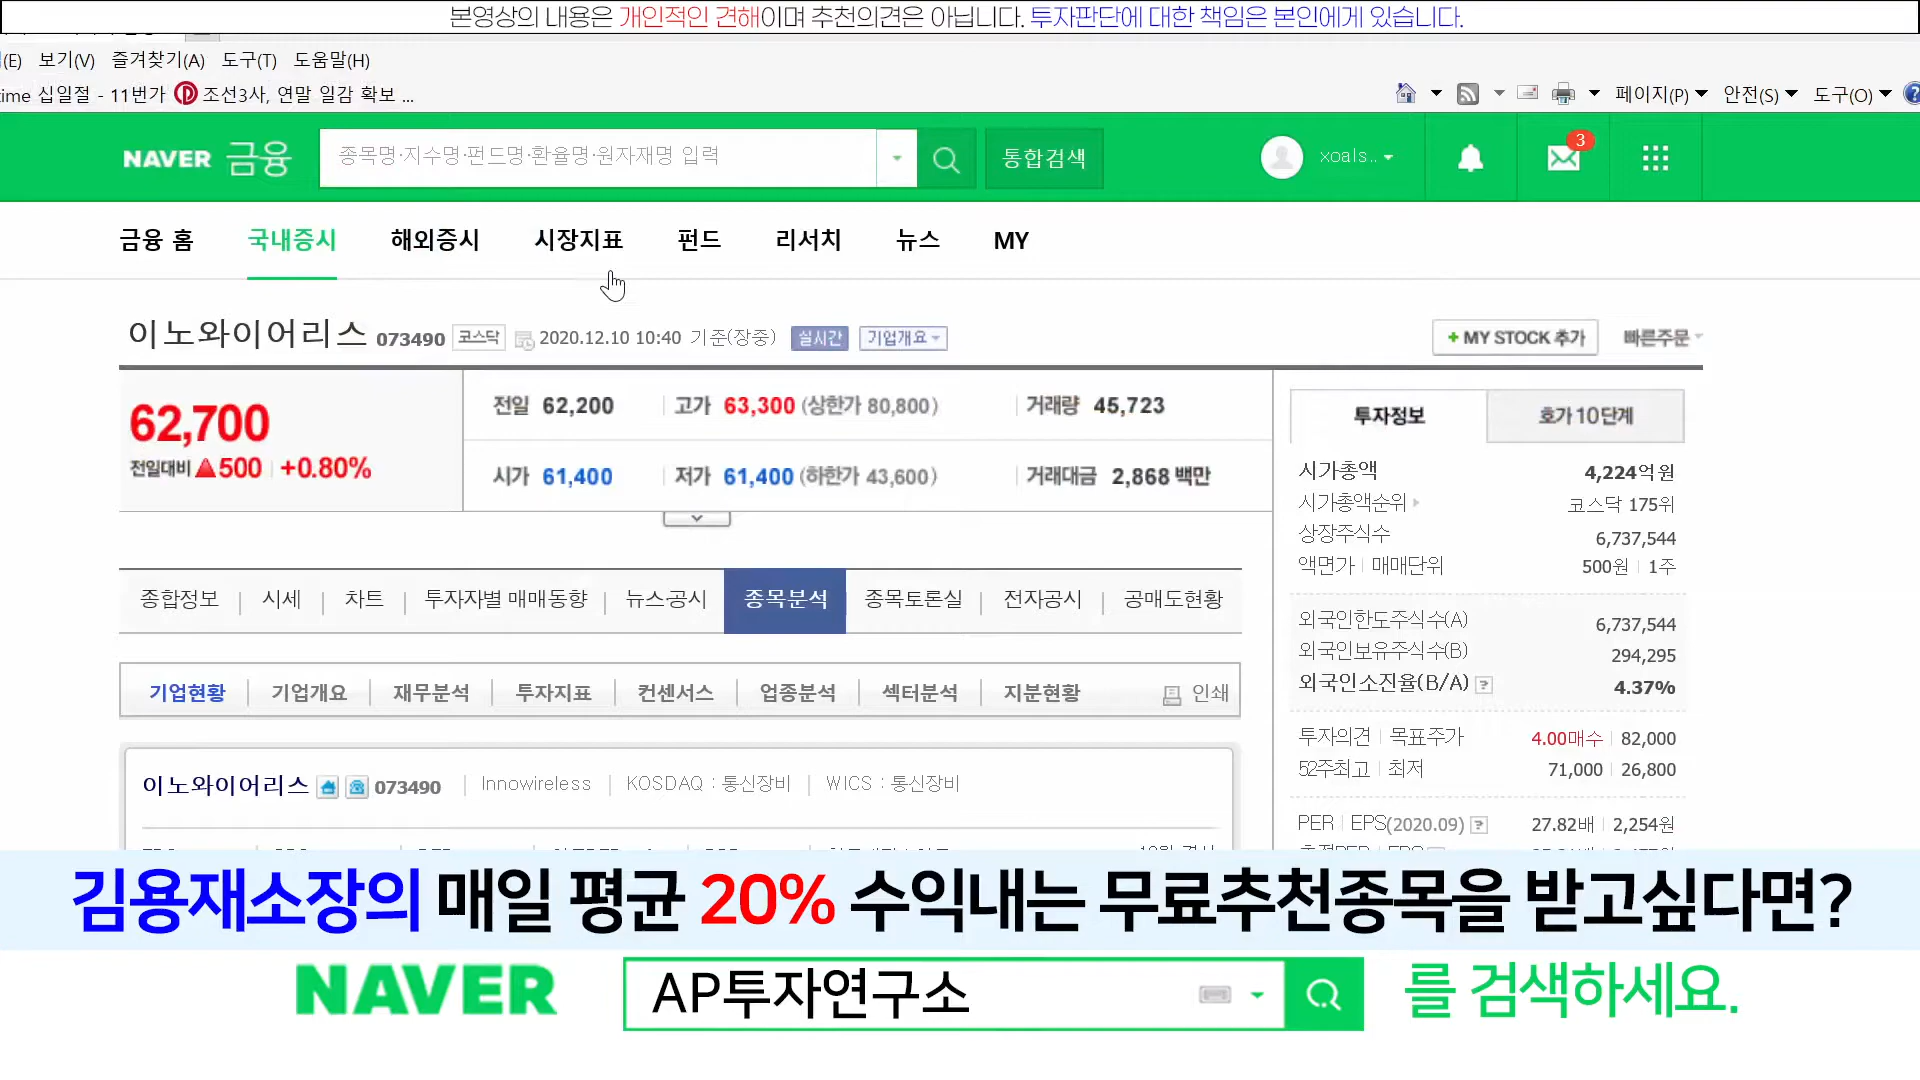 본영상의 내용은 개인적인 견해이며 추천의견은 아닙니다. 투자판단에 대한 책임은 본인에게 있습니다.
(E) 보기(V) 즐겨찾기(A) 도구(T) 도움말(H)
ime 십일절 - 11번가 조선3사, 연말 일감 확보 ... 페이지(P) 안전(S) 도구(O)
NAVER 금융 종목명·지수명·펀드명·환율명·원자재명 입력 통합검색 xoals.. 3
금융 홈 국내증시 해외증시 시장지표 펀드 리서치 뉴스 MY
이노와이어리스 073490 코스닥 2020.12.10 10:40 기준(장중) 실시간 기업개요 + MY STOCK 추가 빠른주문
62,700
전일대비 ▲500 +0.80%
전일 62,200 고가 63,300 (상한가 80,800) 거래량 45,723
시가 61,400 저가 61,400 (하한가 43,600) 거래대금 2,868 백만
투자정보 호가 10단계
시가총액 4,224억원
시가총액순위 코스닥 175위
상장주식수 6,737,544
액면가 매매단위 500원 1주
외국인한도주식수(A) 6,737,544
외국인보유주식수(B) 294,295
외국인소진율(B/A) ? 4.37%
투자의견 목표주가 4.00매수 82,000
52주최고 최저 71,000 26,800
PER EPS(2020.09) ? 27.82배 2,254원
종합정보 시세 차트 투자자별 매매동향 뉴스·공시 종목분석 종목토론실 전자공시 공매도현황
기업현황 기업개요 재무분석 투자지표 컨센서스 업종분석 섹터분석 지분현황 인쇄
이노와이어리스 073490 Innowireless KOSDAQ : 통신장비 WICS : 통신장비
김용재소장의 매일 평균 20% 수익내는 무료추천종목을 받고싶다면?
NAVER AP투자연구소 를 검색하세요.